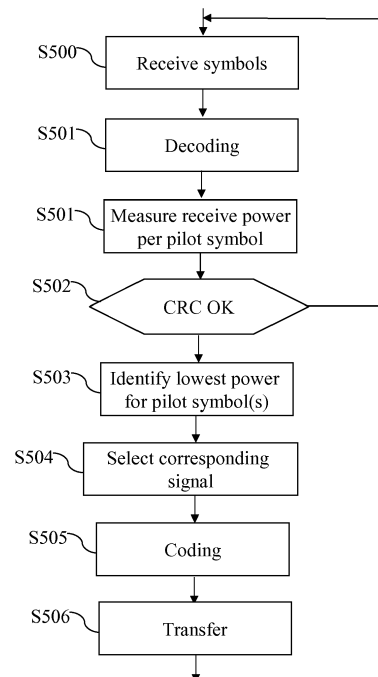 S500
Receive symbols
S501
Decoding
S501
Measure receive power
per pilot symbol
S502
CRC OK
S503
Identify lowest power
for pilot symbol(s)
S504
Select corresponding
signal
S505
Coding
S506
Transfer